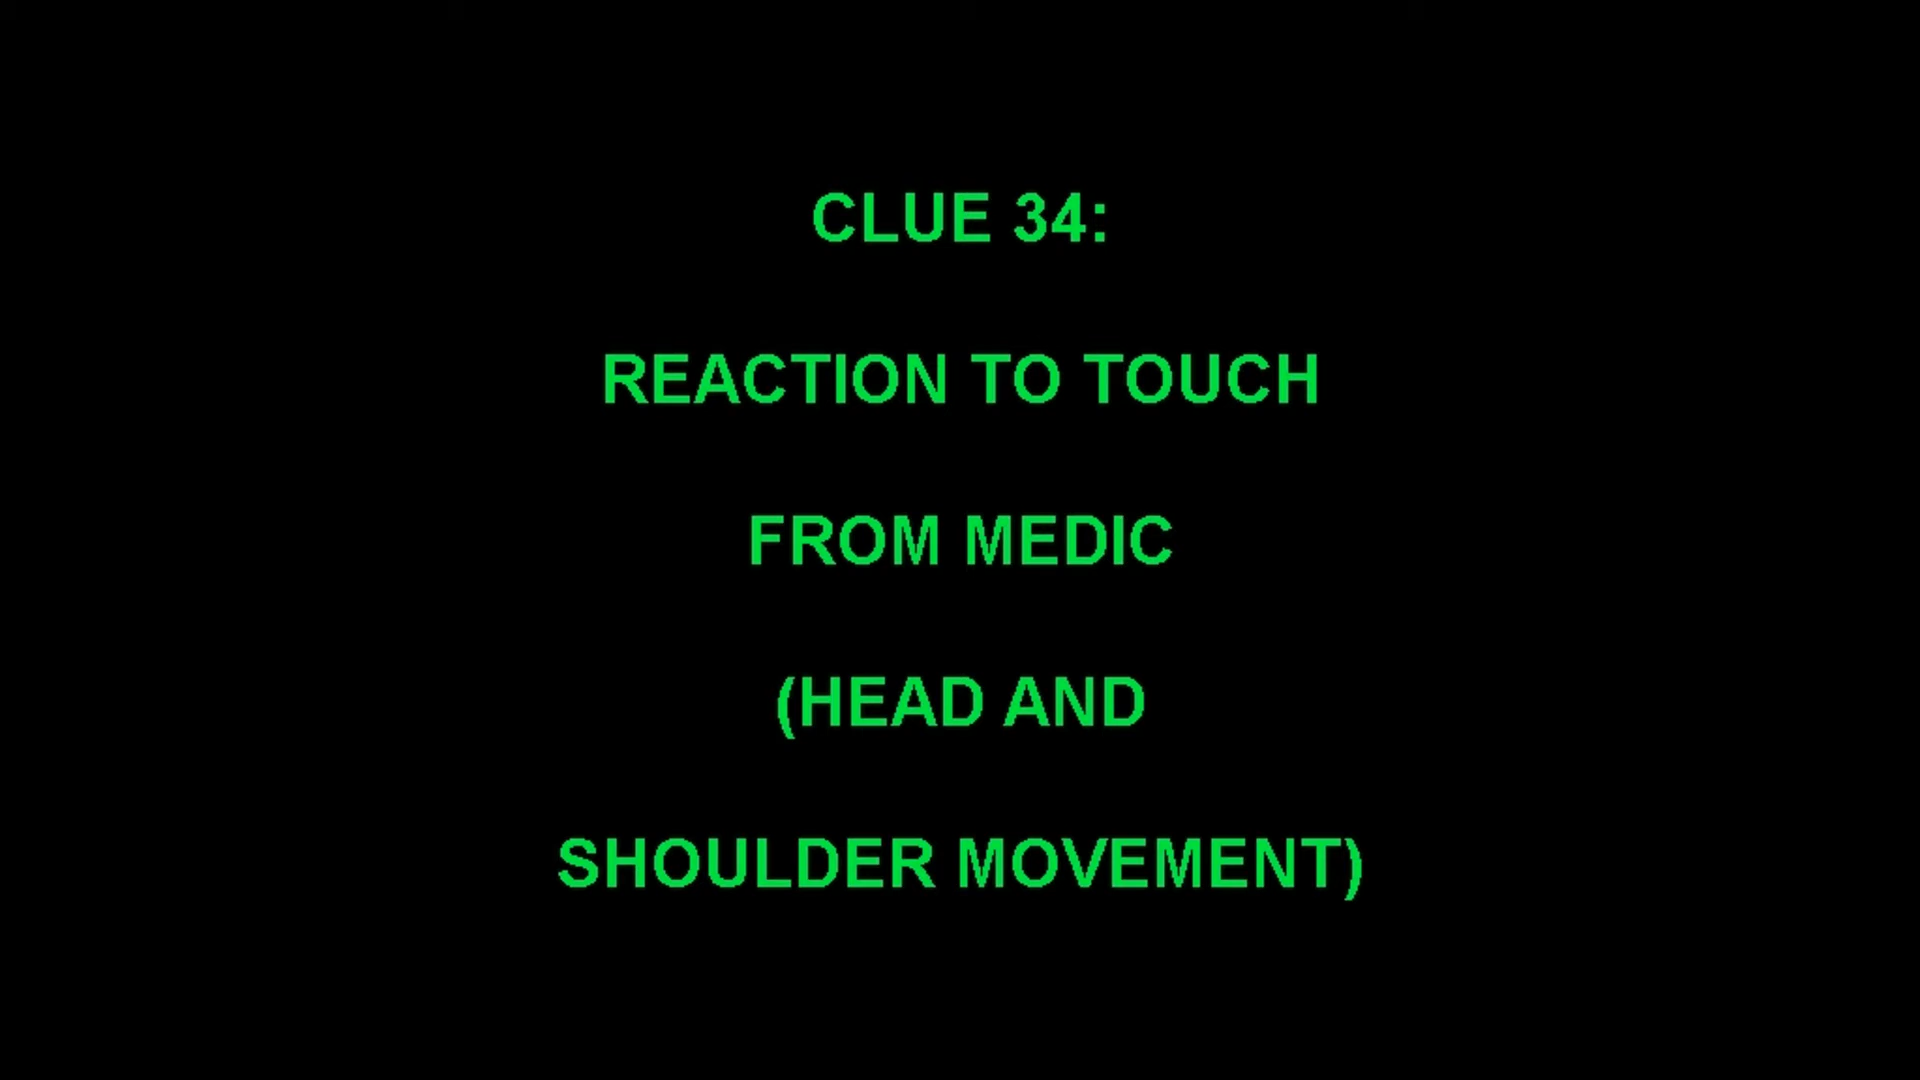 CLUE 34:
REACTION TO TOUCH
FROM MEDIC
(HEAD AND
SHOULDER MOVEMENT)